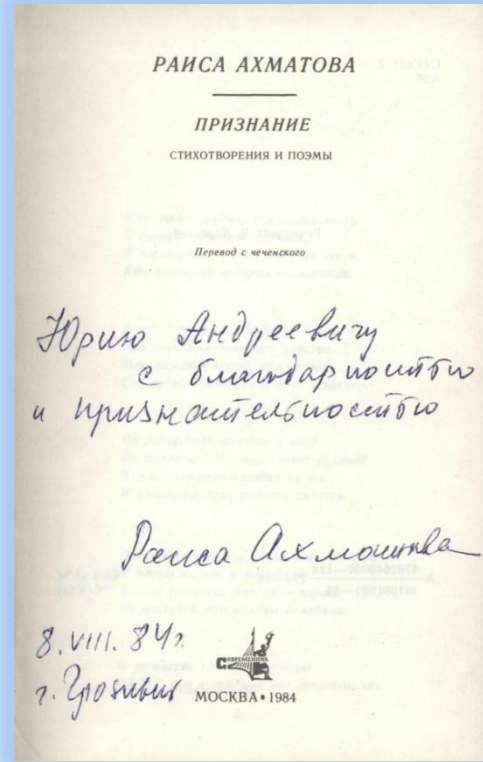 РАИСА АХМАТОВА
ПРИЗНАНИЕ
СТИХОТВОРЕНИЯ И ПОЭМЫ
Перевод с чеченского
Юрию Андреевичу
с благодарностью
и признательностью
Раиса Ахматова
8.VIII.84г.
г. Грозный
СОВРЕМЕННИК
МОСКВА • 1984